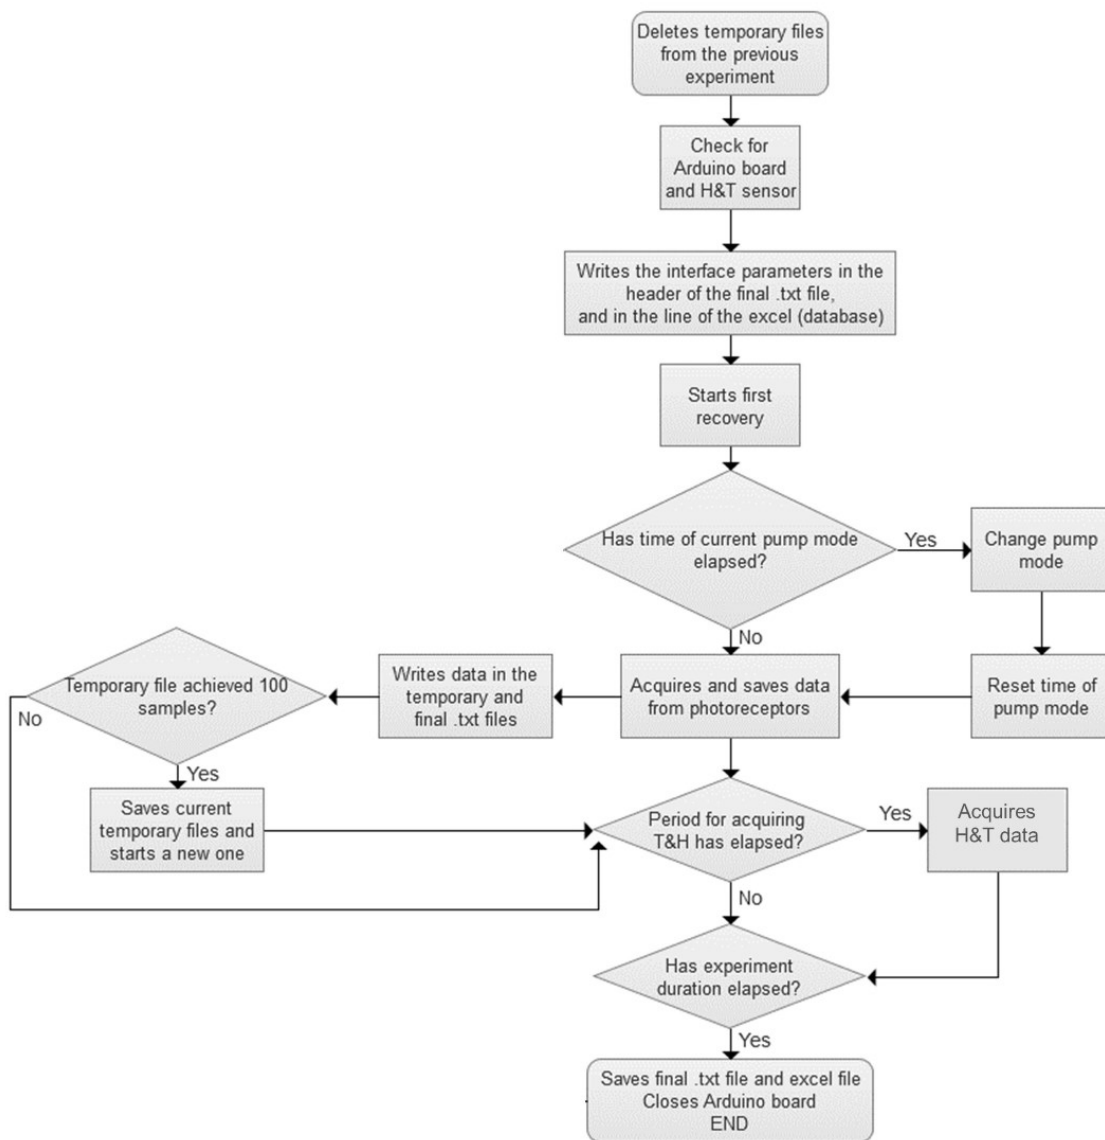 Deletes temporary files
from the previous
experiment
Check for
Arduino board
and H&T sensor
Writes the interface parameters in the
header of the final .txt file,
and in the line of the excel (database)
Starts first
recovery
Has time of current pump mode
elapsed?
Yes
Change pump
mode
No
Reset time of
pump mode
Acquires and saves data
from photoreceptors
Writes data in the
temporary and
final .txt files
Temporary file achieved 100
samples?
No
Yes
Saves current
temporary files and
starts a new one
Period for acquiring
T&H has elapsed?
Yes
Acquires
H&T data
No
Has experiment
duration elapsed?
Yes
Saves final .txt file and excel file
Closes Arduino board
END